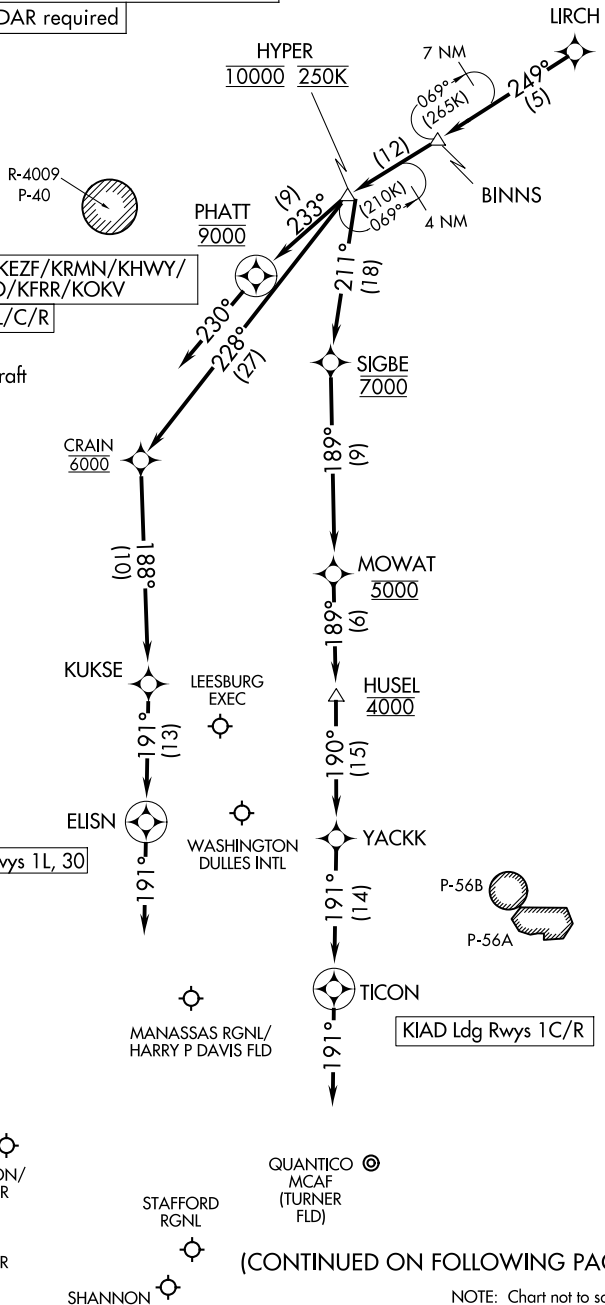 DAR required
LIRCH
HYPER
10000 250K
7 NM
069°
(265K)
249°
(5)
(12)
BINNS
R-4009
P-40
(210K)
069°
4 NM
PHATT
9000
(9)
233°
KEZF/KRMN/KHWY/
O/KFRR/KOKV
L/C/R
230°
228°
(27)
211°
(18)
raft
SIGBE
7000
CRAIN
6000
189°
(9)
188°
(10)
MOWAT
5000
189°
(6)
KUKSE
LEESBURG
EXEC
HUSEL
4000
191°
(13)
190°
(15)
ELISN
WASHINGTON
DULLES INTL
YACKK
wys 1L, 30
191°
191°
(14)
P-56B
P-56A
TICON
MANASSAS RGNL/
HARRY P DAVIS FLD
KIAD Ldg Rwys 1C/R
191°
ON/
R
QUANTICO
MCAF
(TURNER
FLD)
STAFFORD
RGNL
R
(CONTINUED ON FOLLOWING PAG
SHANNON
NOTE: Chart not to sc